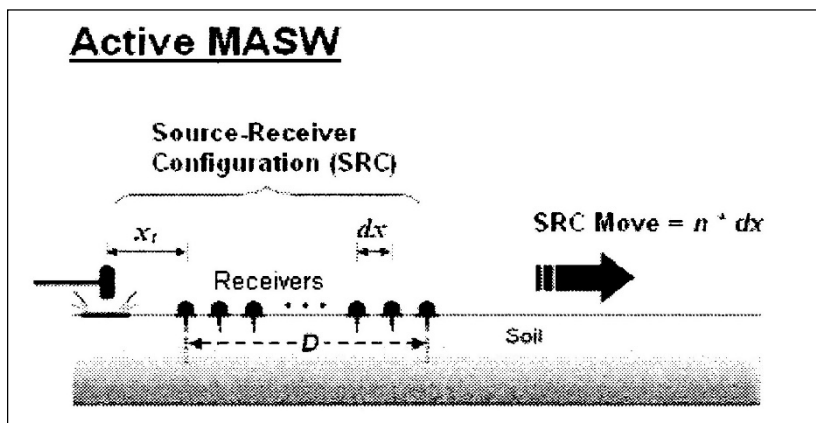 Active MASW
Source-Receiver
Configuration (SRC)
x₁
dx
SRC Move = n * dx
Receivers
D
Soil